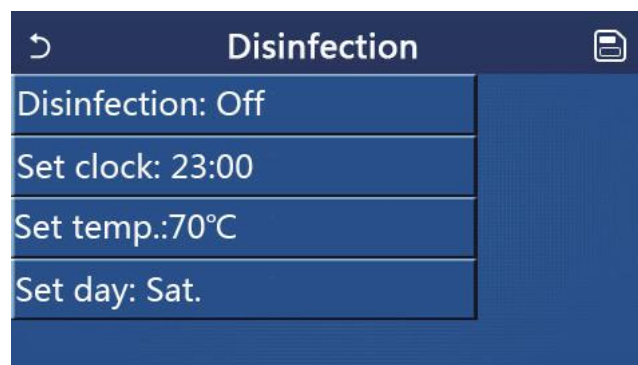 Disinfection
Disinfection: Off
Set clock: 23:00
Set temp.:70℃
Set day: Sat.